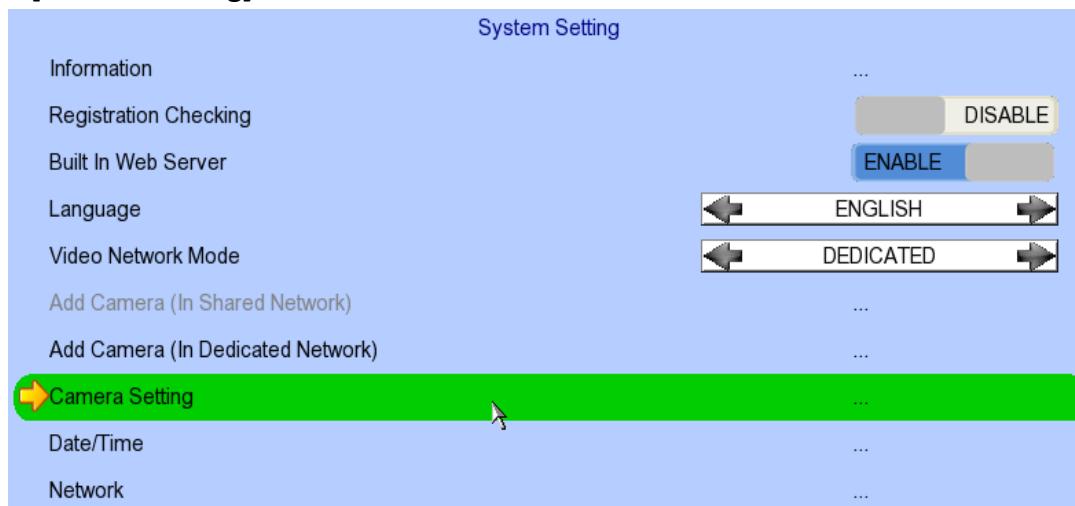 System Setting
Information ...
Registration Checking DISABLE
Built In Web Server ENABLE
Language ENGLISH
Video Network Mode DEDICATED
Add Camera (In Shared Network) ...
Add Camera (In Dedicated Network) ...
Camera Setting ...
Date/Time ...
Network ...